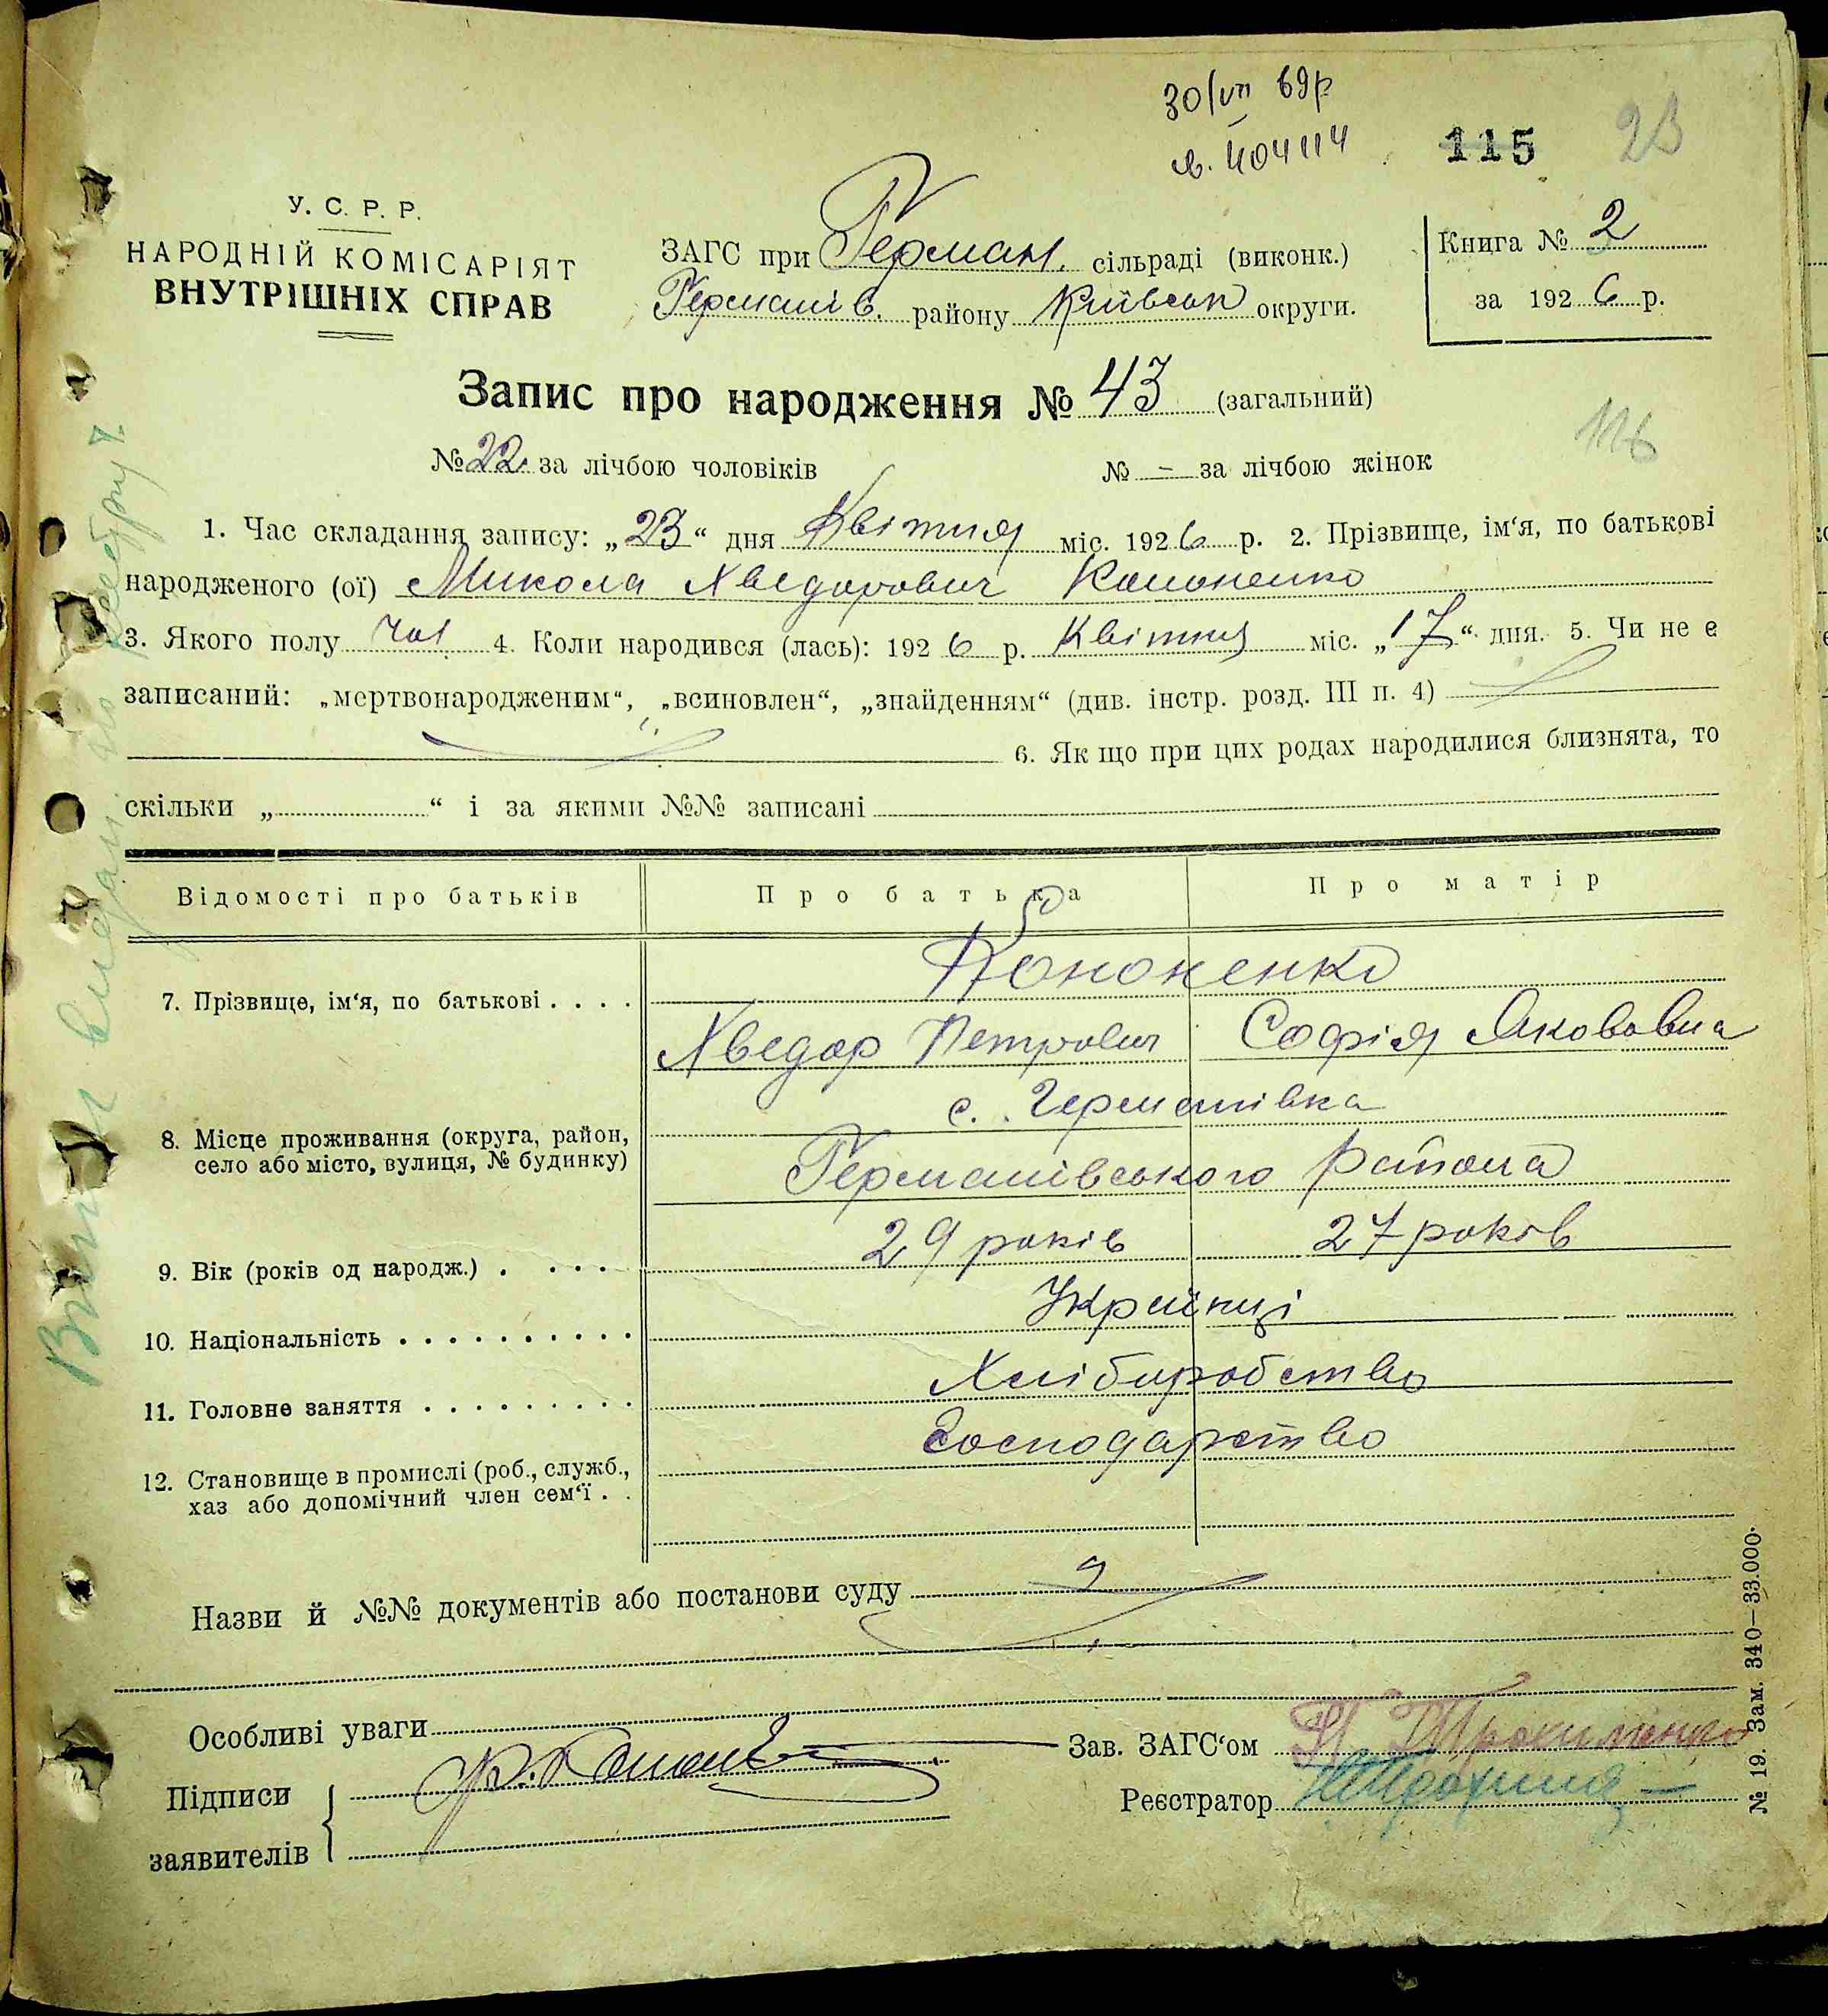 30/VII 69р
115 23
У. С. Р. Р.
НАРОДНІЙ КОМІСАРІЯТ
ВНУТРІШНІХ СПРАВ
ЗАГС при Герман. сільраді (виконк.)
Германів. району Київськ округи.
Книга № 2
за 1926 р.
Запис про народження № 43 (загальний)
116
№ 22 за лічбою чоловіків № — за лічбою жінок
1. Час складання запису: „23“ дня Квітня міс. 1926 р. 2. Прізвище, ім‘я, по батькові
народженого (ої) Микола Хведорович Кононенко
3. Якого полу чол. 4. Коли народився (лась): 1926 р. Квітня міс. „17“ дня. 5. Чи не є
записаний: „мертвонародженим“, „всиновлен“, „знайденням“ (див. інстр. розд. III п. 4)
6. Як що при цих родах народилися близнята, то
скільки „ “ і за якими №№ записані
Відомості про батьків Про батька Про матір
Кононенко
7. Прізвище, ім‘я, по батькові . . . .
Хведор Петрович Софія Якововна
с. Германівка
8. Місце проживання (округа, район,
село або місто, вулиця, № будинку)
Германівського района
29 років 27 років
9. Вік (років од народж.) . . . .
Українці
10. Національність . . . . . . . . . .
Хліборобство
11. Головне заняття . . . . . . . . .
Господарство
12. Становище в промислі (роб., служб.,
хаз або допомічний член сем‘ї . .
Назви й №№ документів або постанови суду
Особливі уваги
Зав. ЗАГС‘ом
Підписи
заявителів
Реєстратор
№ 19. Зам. 340—33.000.